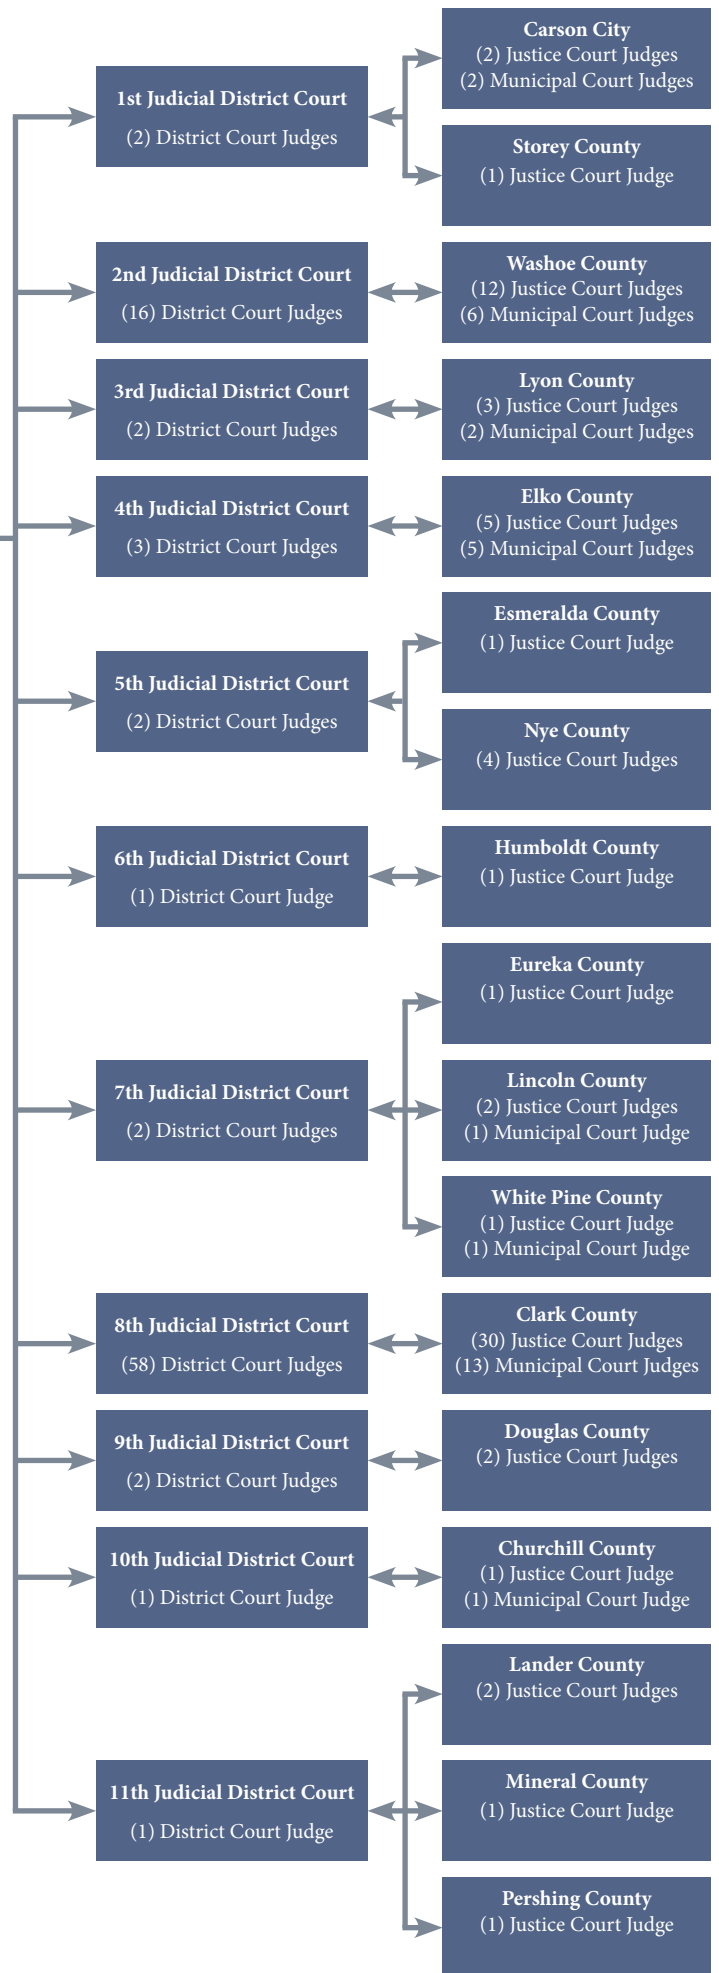 1st Judicial District Court
(2) District Court Judges
Carson City
(2) Justice Court Judges
(2) Municipal Court Judges
Storey County
(1) Justice Court Judge
2nd Judicial District Court
(16) District Court Judges
Washoe County
(12) Justice Court Judges
(6) Municipal Court Judges
3rd Judicial District Court
(2) District Court Judges
Lyon County
(3) Justice Court Judges
(2) Municipal Court Judges
4th Judicial District Court
(3) District Court Judges
Elko County
(5) Justice Court Judges
(5) Municipal Court Judges
5th Judicial District Court
(2) District Court Judges
Esmeralda County
(1) Justice Court Judge
Nye County
(4) Justice Court Judges
6th Judicial District Court
(1) District Court Judge
Humboldt County
(1) Justice Court Judge
7th Judicial District Court
(2) District Court Judges
Eureka County
(1) Justice Court Judge
Lincoln County
(2) Justice Court Judges
(1) Municipal Court Judge
White Pine County
(1) Justice Court Judge
(1) Municipal Court Judge
8th Judicial District Court
(58) District Court Judges
Clark County
(30) Justice Court Judges
(13) Municipal Court Judges
9th Judicial District Court
(2) District Court Judges
Douglas County
(2) Justice Court Judges
10th Judicial District Court
(1) District Court Judge
Churchill County
(1) Justice Court Judge
(1) Municipal Court Judge
11th Judicial District Court
(1) District Court Judge
Lander County
(2) Justice Court Judges
Mineral County
(1) Justice Court Judge
Pershing County
(1) Justice Court Judge